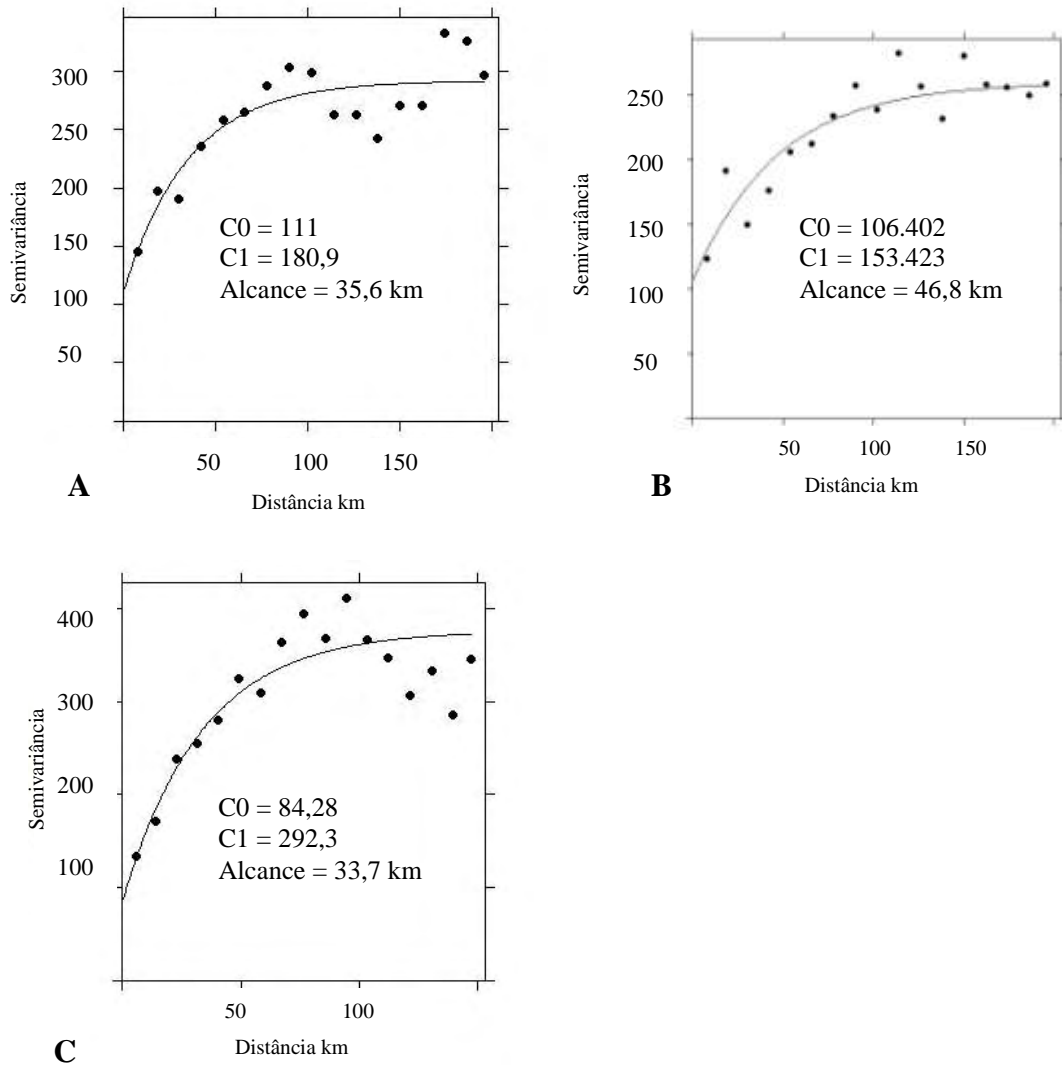 Semivariância
300
250
200
150
100
50
C0 = 111
C1 = 180,9
Alcance = 35,6 km
50 100 150
A
Distância km
Semivariância
250
200
150
100
50
C0 = 106.402
C1 = 153.423
Alcance = 46,8 km
50 100 150
B
Distância km
Semivariância
400
300
200
100
C0 = 84,28
C1 = 292,3
Alcance = 33,7 km
50 100
C
Distância km